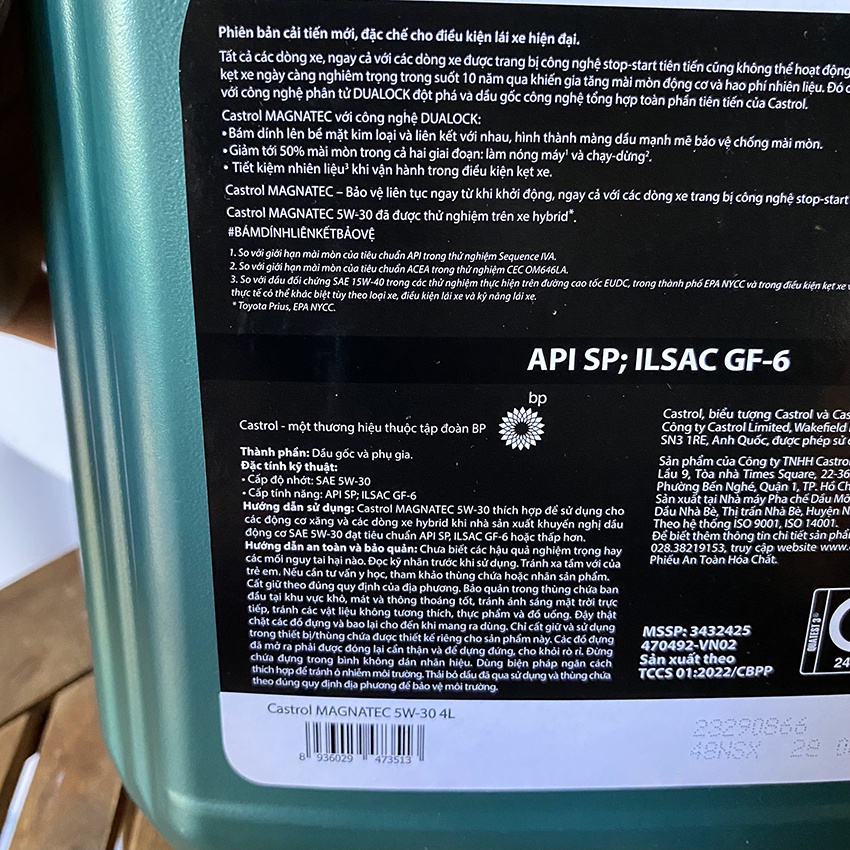 Phiên bản cải tiến mới, đặc chế cho điều kiện lái xe hiện đại.
Tất cả các dòng xe, ngay cả với các dòng xe được trang bị công nghệ stop-start tiên tiến cũng không thể hoạt động
kẹt xe ngày càng nghiêm trọng trong suốt 10 năm qua khiến gia tăng mài mòn động cơ và hao phí nhiên liệu. Đó
với công nghệ phân tử DUALOCK đột phá và dầu gốc công nghệ tổng hợp toàn phần tiên tiến của Castrol.
Castrol MAGNATEC với công nghệ DUALOCK:
• Bám dính lên bề mặt kim loại và liên kết với nhau, hình thành màng dầu mạnh mẽ bảo vệ chống mài mòn.
• Giảm tới 50% mài mòn trong cả hai giai đoạn: làm nóng máy¹ và chạy-dừng².
• Tiết kiệm nhiên liệu³ khi vận hành trong điều kiện kẹt xe.
Castrol MAGNATEC – Bảo vệ liên tục ngay từ khi khởi động, ngay cả với các dòng xe trang bị công nghệ stop-start
Castrol MAGNATEC 5W-30 đã được thử nghiệm trên xe hybrid*.
#BÁMDÍNHLIÊNKẾTBẢOVỆ
1. So với giới hạn mài mòn của tiêu chuẩn API trong thử nghiệm Sequence IVA.
2. So với giới hạn mài mòn của tiêu chuẩn ACEA trong thử nghiệm CEC OM646LA.
3. So với dầu đối chứng SAE 15W-40 trong các thử nghiệm thực hiện trên đường cao tốc EUDC, trong thành phố EPA NYCC và trong điều kiện kẹt xe
thực tế có thể khác biệt tùy theo loại xe, điều kiện lái xe và kỹ năng lái xe.
* Toyota Prius, EPA NYCC.
API SP; ILSAC GF-6
bp
Castrol - một thương hiệu thuộc tập đoàn BP
Thành phần: Dầu gốc và phụ gia.
Đặc tính kỹ thuật:
• Cấp độ nhớt: SAE 5W-30
• Cấp tính năng: API SP; ILSAC GF-6
Hướng dẫn sử dụng: Castrol MAGNATEC 5W-30 thích hợp để sử dụng cho
các động cơ xăng và các dòng xe hybrid khi nhà sản xuất khuyến nghị dầu
động cơ SAE 5W-30 đạt tiêu chuẩn API SP, ILSAC GF-6 hoặc thấp hơn.
Hướng dẫn an toàn và bảo quản: Chưa biết các hậu quả nghiêm trọng hay
các mối nguy tai hại nào. Đọc kỹ nhãn trước khi sử dụng. Tránh xa tầm với của
trẻ em. Nếu cần tư vấn y học, tham khảo thùng chứa hoặc nhãn sản phẩm.
Cất giữ theo đúng quy định của địa phương. Bảo quản trong thùng chứa ban
đầu tại khu vực khô, mát và thông thoáng tốt, tránh ánh sáng mặt trời trực
tiếp, tránh các vật liệu không tương thích, thực phẩm và đồ uống. Đậy thật
chặt các đồ đựng và bao lại cho đến khi mang ra dùng. Chỉ cất giữ và sử dụng
trong thiết bị/thùng chứa được thiết kế riêng cho sản phẩm này. Các đồ đựng
đã mở ra phải được đóng lại cẩn thận và để dựng đứng, cho khỏi rò rỉ. Đừng
chứa đựng trong bình không dán nhãn hiệu. Dùng biện pháp ngăn cách
thích hợp để tránh ô nhiễm môi trường. Thải bỏ dầu đã qua sử dụng và thùng chứa
theo đúng quy định địa phương để bảo vệ môi trường.
Castrol, biểu tượng Castrol và
Công ty Castrol Limited, Wakefield
SN3 1RE, Anh Quốc, được phép sử
Sản phẩm của Công ty TNHH Castrol
Lầu 9, Tòa nhà Times Square, 22-36
Phường Bến Nghé, Quận 1, TP. Hồ
Sản xuất tại Nhà máy Pha chế Dầu
Dầu Nhà Bè, Thị trấn Nhà Bè, Huyện
Theo hệ thống ISO 9001, ISO 14001.
Để biết thêm thông tin chi tiết sản phẩm
028.38219153, truy cập website www.
Phiếu An Toàn Hóa Chất.
MSSP: 3432425
470492-VN02
Sản xuất theo
TCCS 01:2022/CBPP
QUATEST 3®
24
Castrol MAGNATEC 5W-30 4L
8 936029 473513
23290866
48NSX 28